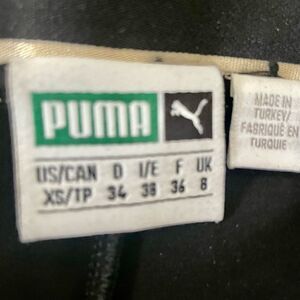 PUMA
US/CAN D I/E F UK
XS/TP 34 38 36 8
MADE IN
TURKEY/
FABRIQUÉ EN
TURQUIE